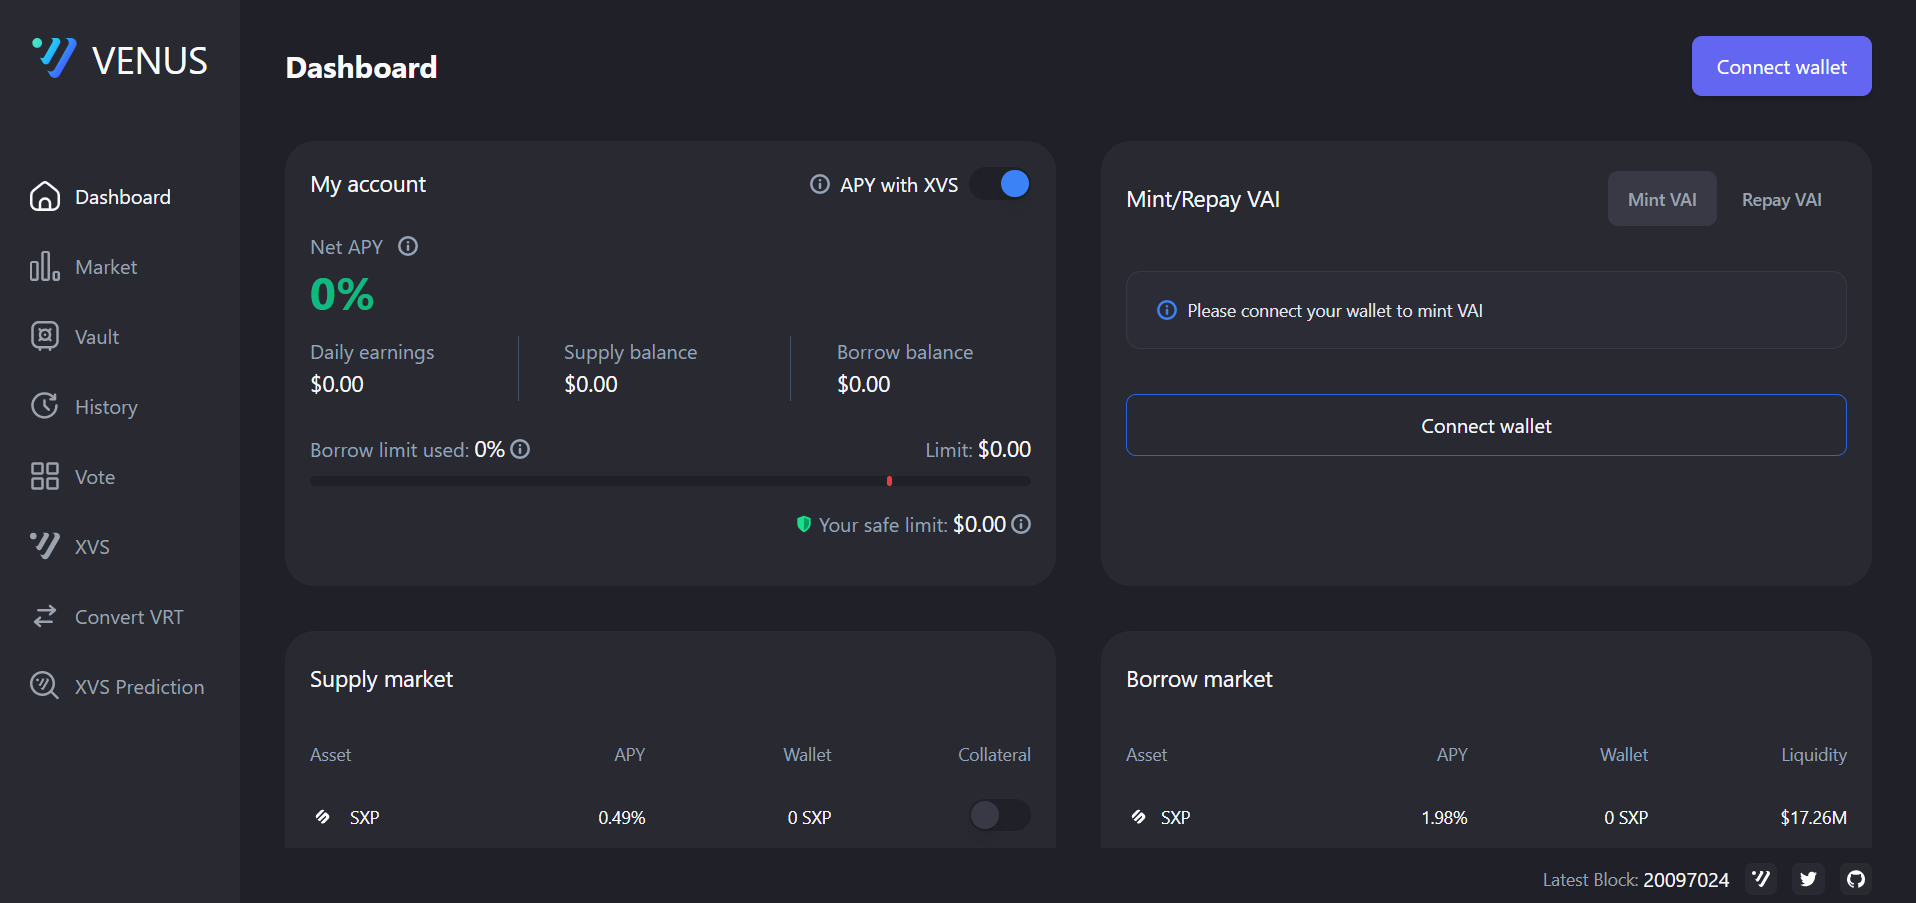 VENUS
Dashboard
Market
Vault
History
Vote
XVS
Convert VRT
XVS Prediction
Dashboard
Connect wallet
My account
APY with XVS
Net APY
0%
Daily earnings
$0.00
Supply balance
$0.00
Borrow balance
$0.00
Borrow limit used: 0%
Limit: $0.00
Your safe limit: $0.00
Mint/Repay VAI
Mint VAI
Repay VAI
Please connect your wallet to mint VAI
Connect wallet
Supply market
Asset APY Wallet Collateral
SXP 0.49% 0 SXP
Borrow market
Asset APY Wallet Liquidity
SXP 1.98% 0 SXP $17.26M
Latest Block: 20097024